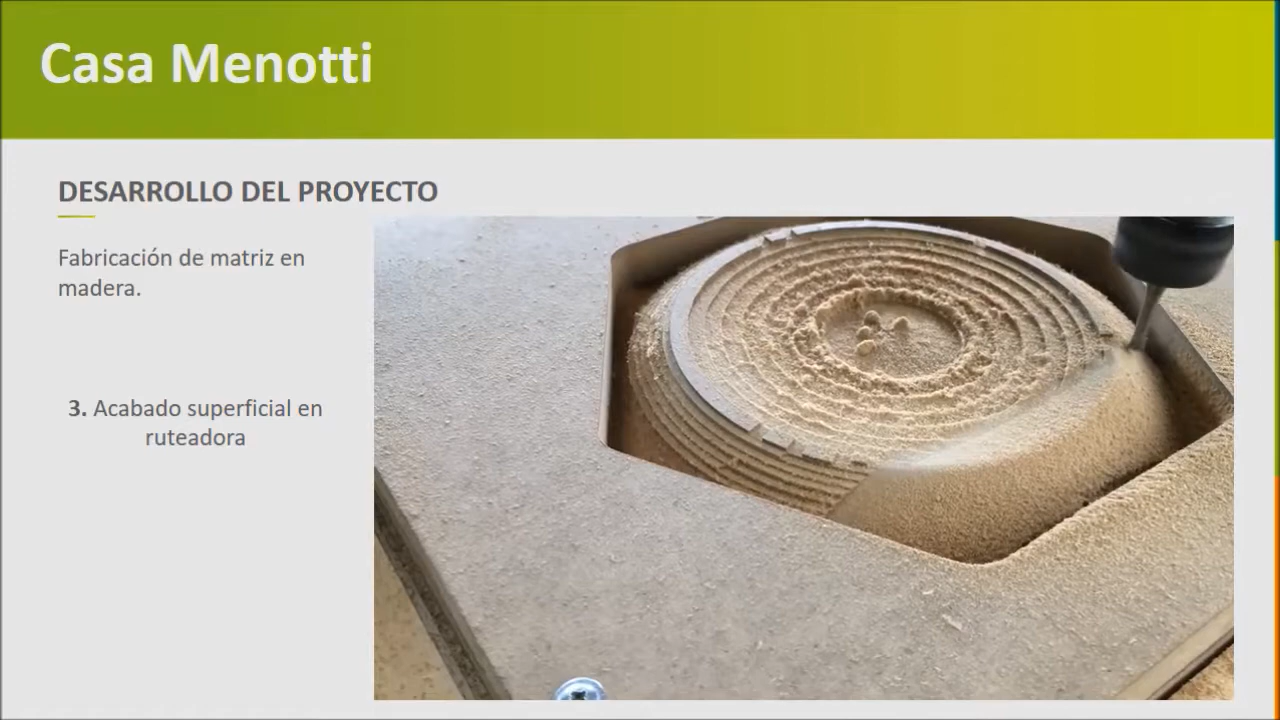 Casa Menotti
DESARROLLO DEL PROYECTO
Fabricación de matriz en
madera.
3. Acabado superficial en
ruteadora